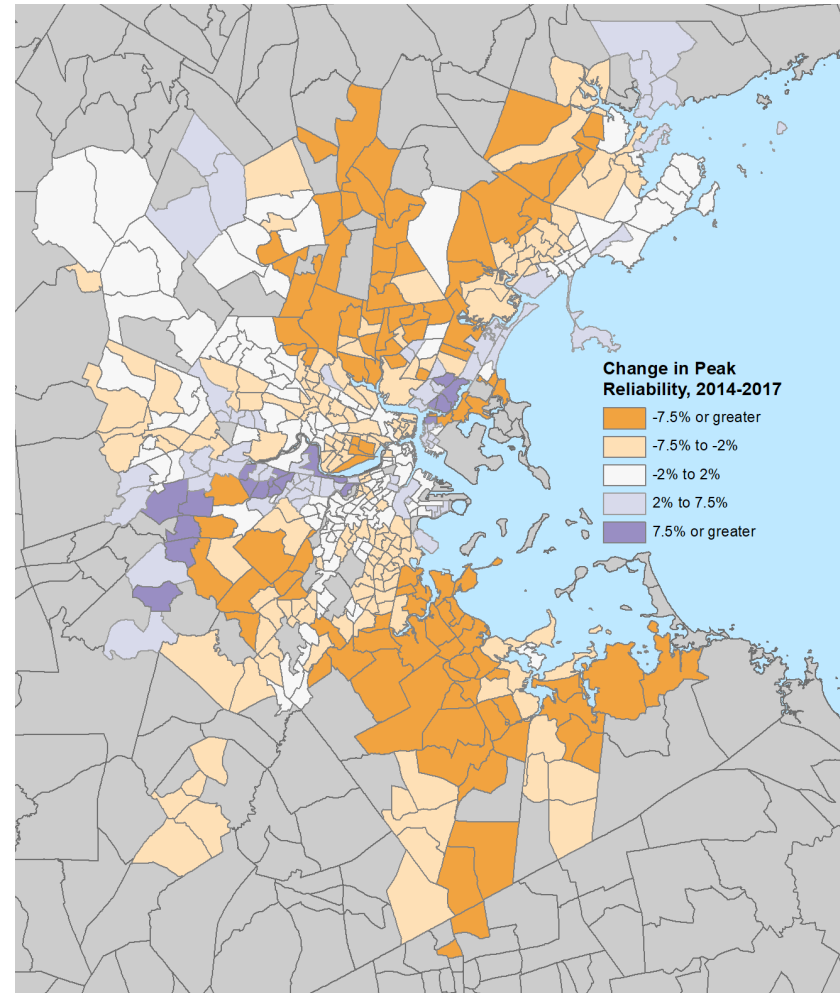 Change in Peak
Reliability, 2014-2017
-7.5% or greater
-7.5% to -2%
-2% to 2%
2% to 7.5%
7.5% or greater